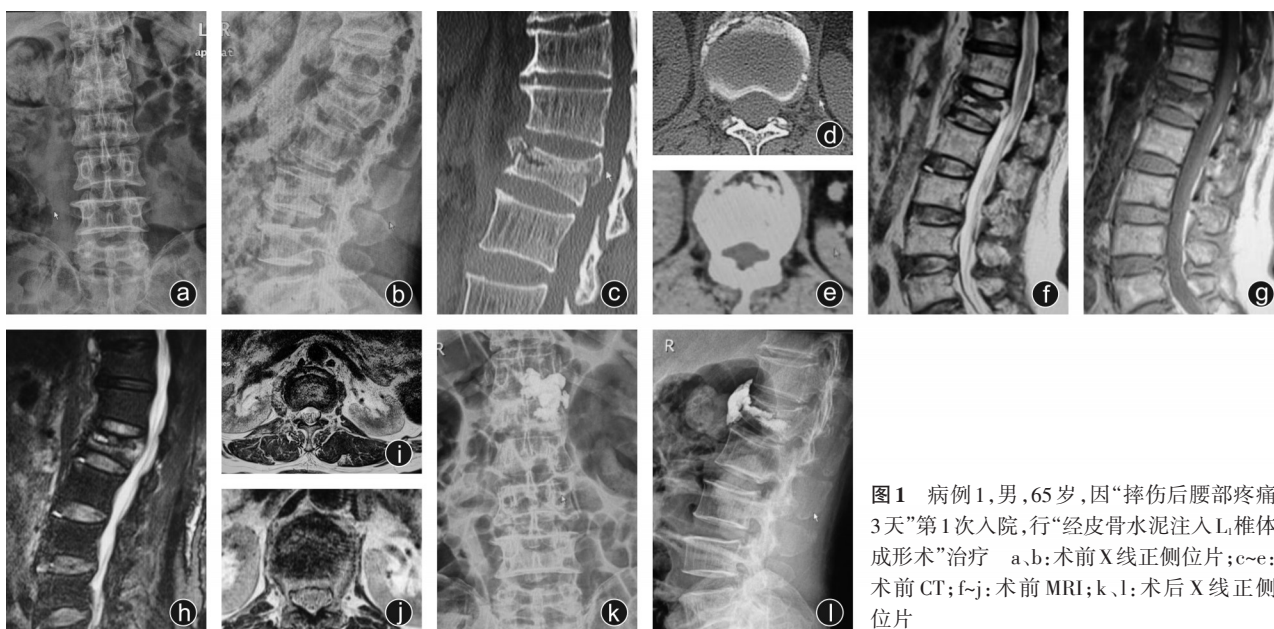 L R
a
b
c
d
e
f
g
h
i
j
R
k
R
l
图1 病例1,男,65岁,因“摔伤后腰部疼痛
3天”第1次入院,行“经皮骨水泥注入L₁椎体
成形术”治疗 a、b:术前X线正侧位片;c~e:
术前CT;f~j:术前MRI;k、l:术后X线正侧
位片